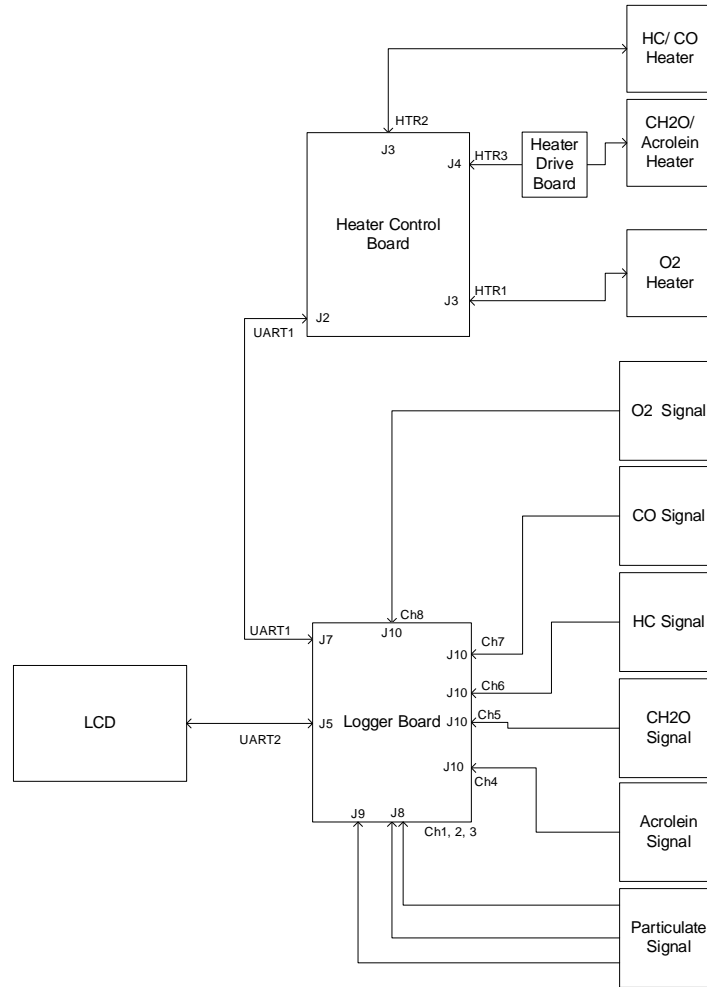 HC/ CO
Heater
HTR2
CH2O/
Acrolein
Heater
Heater
Drive
Board
HTR3
J3
J4
Heater Control
Board
O2
Heater
HTR1
J3
J2
UART1
O2 Signal
CO Signal
HC Signal
CH2O
Signal
Acrolein
Signal
Particulate
Signal
Ch8
UART1
J7
J10
Ch7
J10
Ch6
J10
Ch5
J10
LCD
UART2
J5
Logger Board
J10
Ch4
J9
J8
Ch1, 2, 3